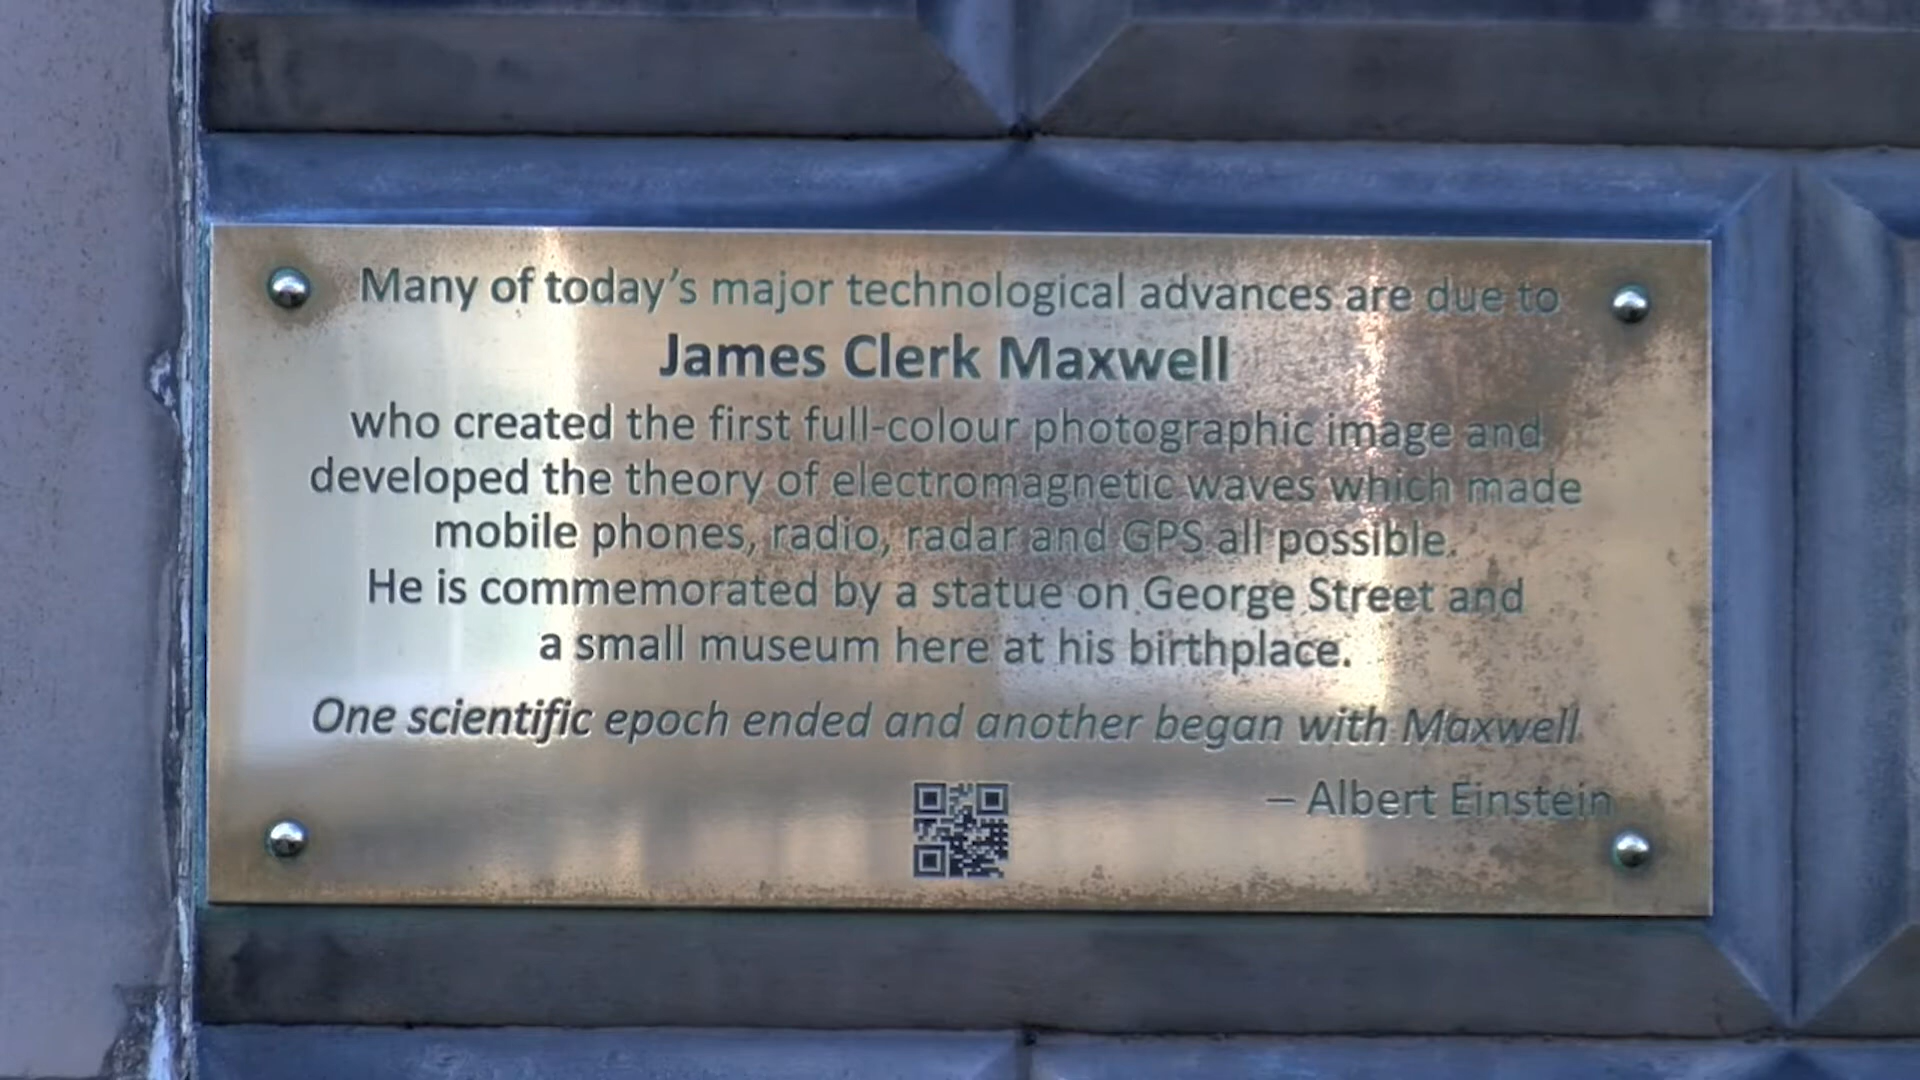 Many of today's major technological advances are due to
James Clerk Maxwell
who created the first full-colour photographic image and
developed the theory of electromagnetic waves which made
mobile phones, radio, radar and GPS all possible.
He is commemorated by a statue on George Street and
a small museum here at his birthplace.
One scientific epoch ended and another began with Maxwell
– Albert Einstein